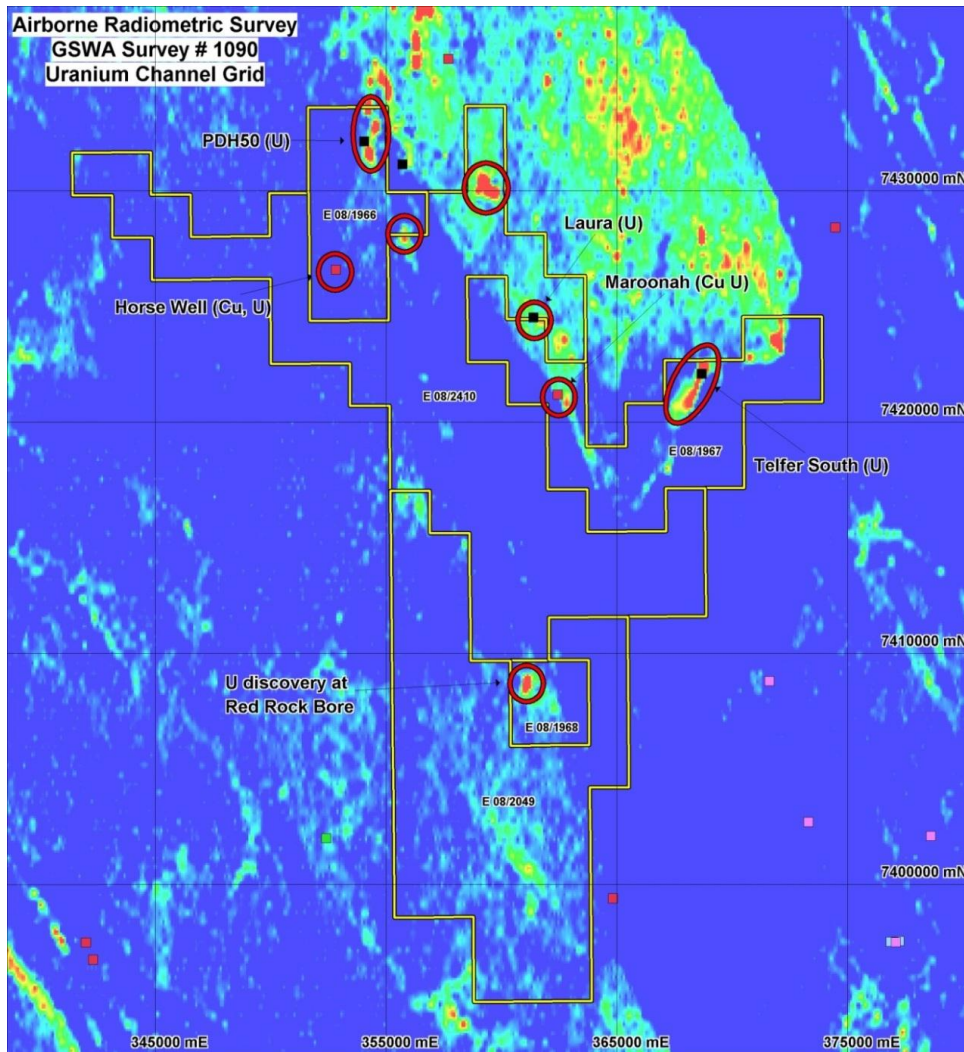 Airborne Radiometric Survey
GSWA Survey # 1090
Uranium Channel Grid
PDH50 (U)
7430000 mN
E 08/1966
Laura (U)
Maroonah (Cu U)
Horse Well (Cu, U)
E 08/2410
7420000 mN
E 08/1967
Telfer South (U)
7410000 mN
U discovery at
Red Rock Bore
E 08/1968
E 08/2049
7400000 mN
345000 mE
355000 mE
365000 mE
375000 mE